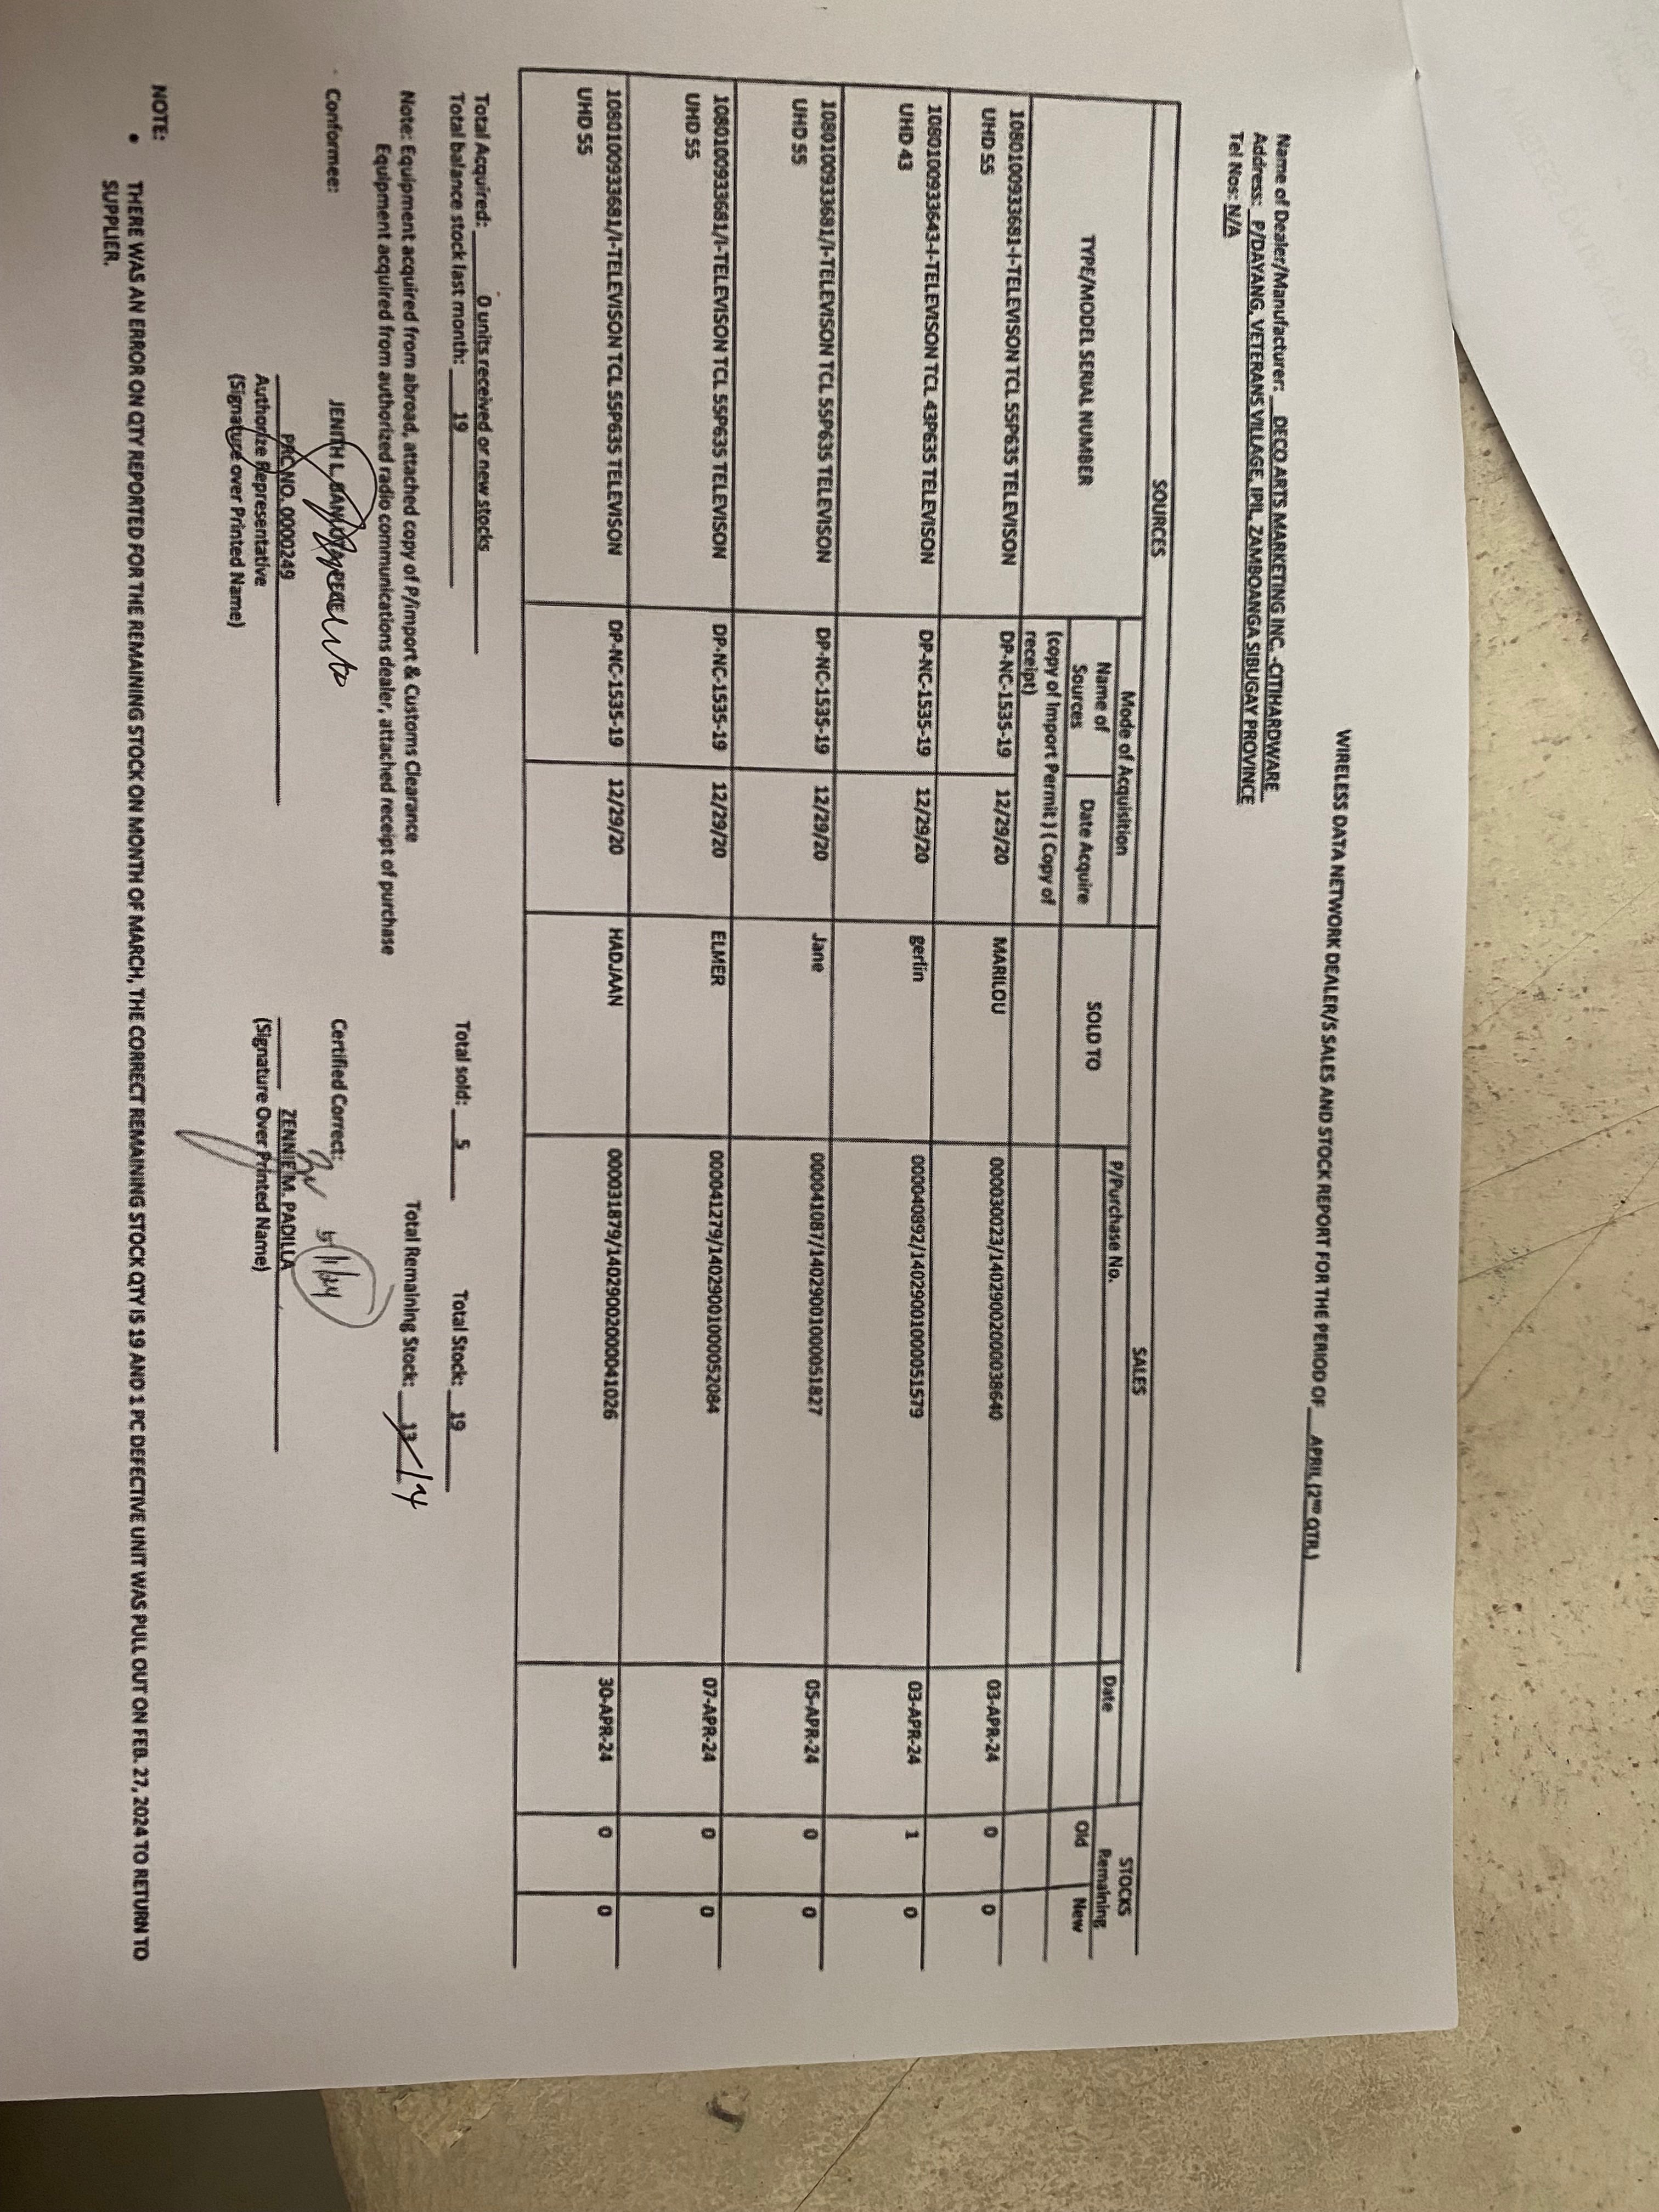 WIRELESS DATA NETWORK DEALER/S SALES AND STOCK REPORT FOR THE PERIOD OF APRIL (2ND QTR.)
Name of Dealer/Manufacturer: DECO ARTS MARKETING INC. -CITIHARDWARE
Address: P/DAYANG, VETERANS VILLAGE, IPIL, ZAMBOANGA SIBUGAY PROVINCE
Tel Nos: N/A
SOURCES SALES STOCKS
TYPE/MODEL SERIAL NUMBER Mode of Acquisition SOLD TO P/Purchase No. Date Remaining
Name of Sources Date Acquire Old New
(copy of Import Permit ) ( Copy of receipt)
1080100933681-I-TELEVISON TCL 55P635 TELEVISON DP-NC-1535-19 12/29/20 MARILOU 000030023/1402900200003864​0 03-APR-24 0 0
UHD 55
1080100933643-I-TELEVISON TCL 43P635 TELEVISON DP-NC-1535-19 12/29/20 gerlin 000040892/1402900100051579 03-APR-24 1 0
UHD 43
1080100933681/I-TELEVISON TCL 55P635 TELEVISON DP-NC-1535-19 12/29/20 Jane 000041087/1402900100051827 05-APR-24 0 0
UHD 55
1080100933681/I-TELEVISON TCL 55P635 TELEVISON DP-NC-1535-19 12/29/20 ELMER 000041279/1402900100052084 07-APR-24 0 0
UHD 55
1080100933681/I-TELEVISON TCL 55P635 TELEVISON DP-NC-1535-19 12/29/20 HADJAAN 000031879/14029002000041026 30-APR-24 0 0
UHD 55
Total Acquired: 0 units received or new stocks
Total balance stock last month: 19 Total sold: 5 Total Stock: 19
Total Remaining Stock: 13 / 14
Note: Equipment acquired from abroad, attached copy of P/import & Customs Clearance
Equipment acquired from authorized radio communications dealer, attached receipt of purchase
Conformee: Certified Correct:
JENITH L. 5/1/24
PRC NO. 0000249 ZENNIE M. PADILLA
Authorize Representative (Signature Over Printed Name)
(Signature over Printed Name)
NOTE:
• THERE WAS AN ERROR ON QTY REPORTED FOR THE REMAINING STOCK ON MONTH OF MARCH, THE CORRECT REMAINING STOCK QTY IS 19 AND 1 PC DEFECTIVE UNIT WAS PULL OUT ON FEB. 27, 2024 TO RETURN TO
SUPPLIER.